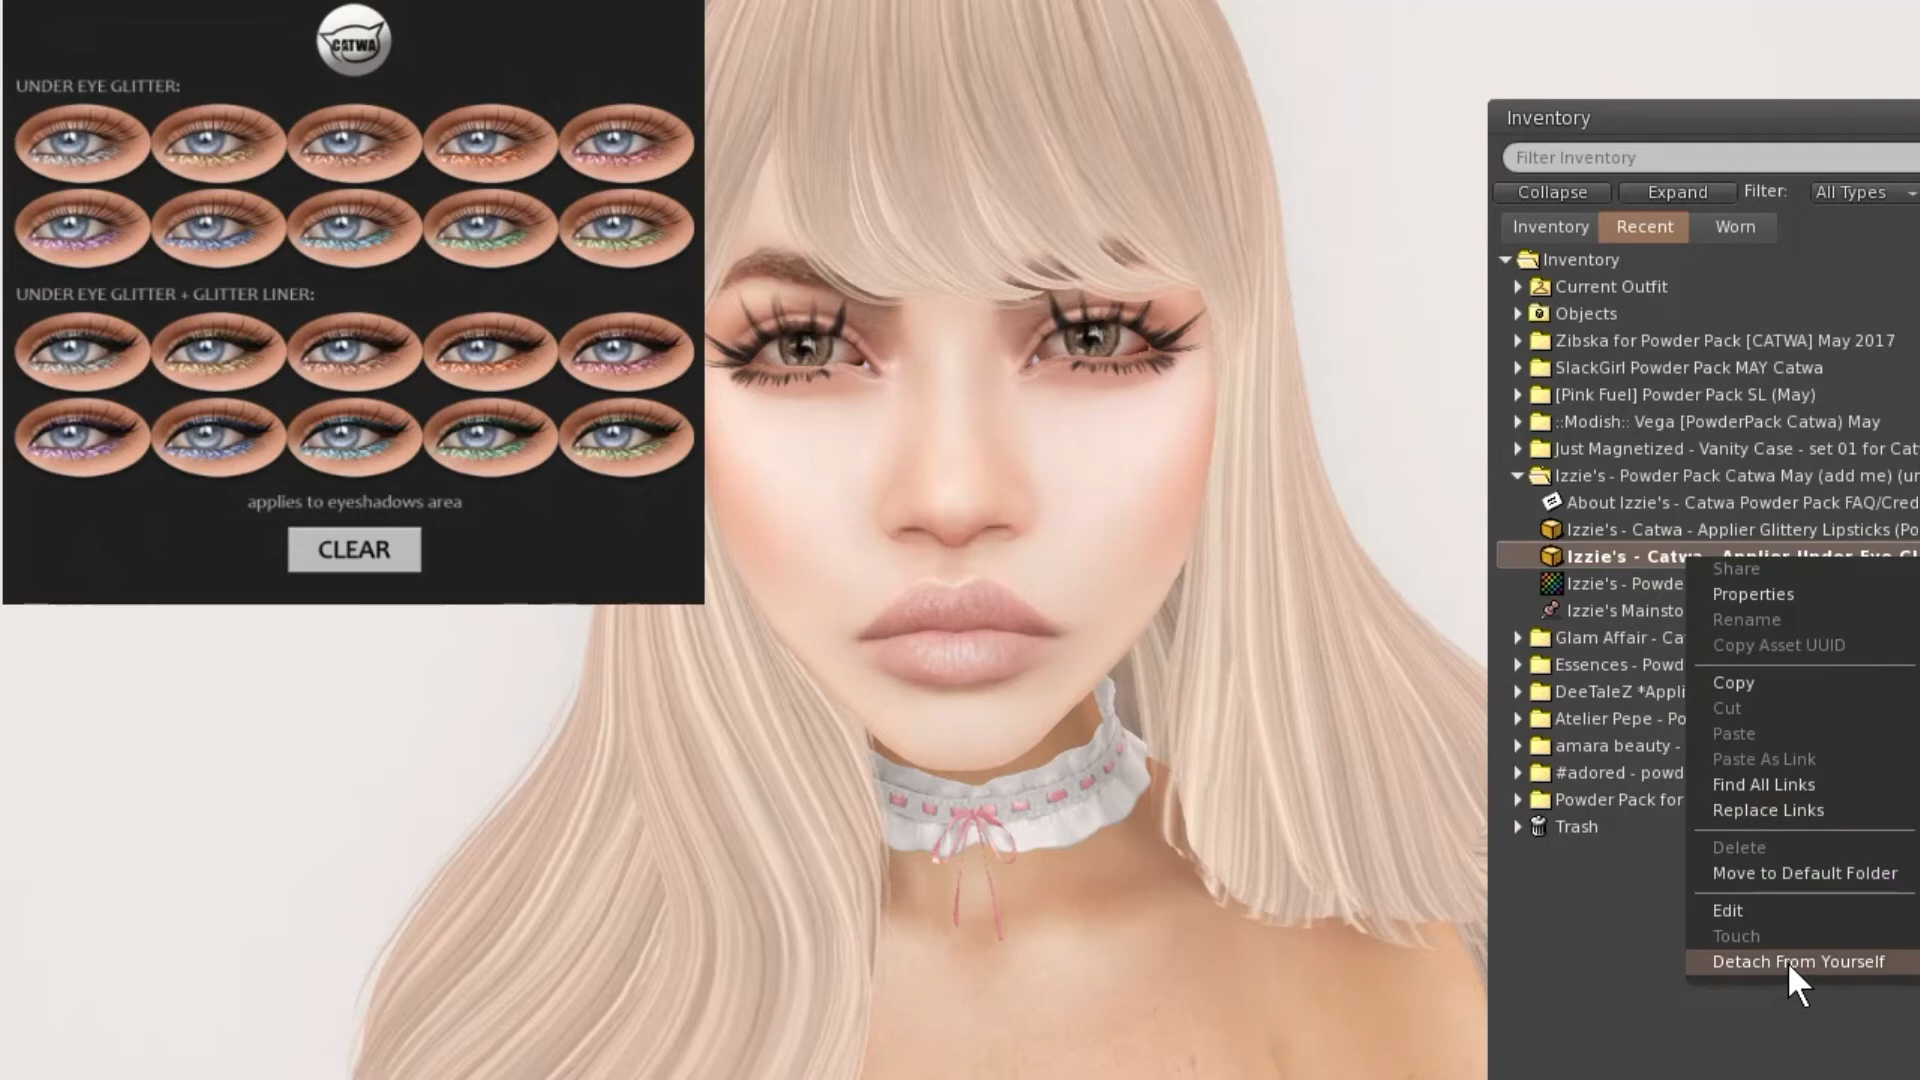 CATWA
UNDER EYE GLITTER:
UNDER EYE GLITTER + GLITTER LINER:
applies to eyeshadows area
CLEAR
Inventory
Filter Inventory
Collapse Expand Filter: All Types
Inventory Recent Worn
Inventory
Current Outfit
Objects
Zibska for Powder Pack [CATWA] May 2017
SlackGirl Powder Pack MAY Catwa
[Pink Fuel] Powder Pack SL (May)
::Modish:: Vega [PowderPack Catwa) May
Just Magnetized - Vanity Case - set 01 for Cat
Izzie's - Powder Pack Catwa May (add me) (ur
About Izzie's - Catwa Powder Pack FAQ/Cred
Izzie's - Catwa - Applier Glittery Lipsticks (Po
Izzie's - Catwa - Applier Under Eye Gl
Izzie's - Powde
Izzie's Mainsto
Glam Affair - Ca
Essences - Powd
DeeTaleZ *Appli
Atelier Pepe - Po
amara beauty -
#adored - powd
Powder Pack for
Trash
Share
Properties
Rename
Copy Asset UUID
Copy
Cut
Paste
Paste As Link
Find All Links
Replace Links
Delete
Move to Default Folder
Edit
Touch
Detach From Yourself